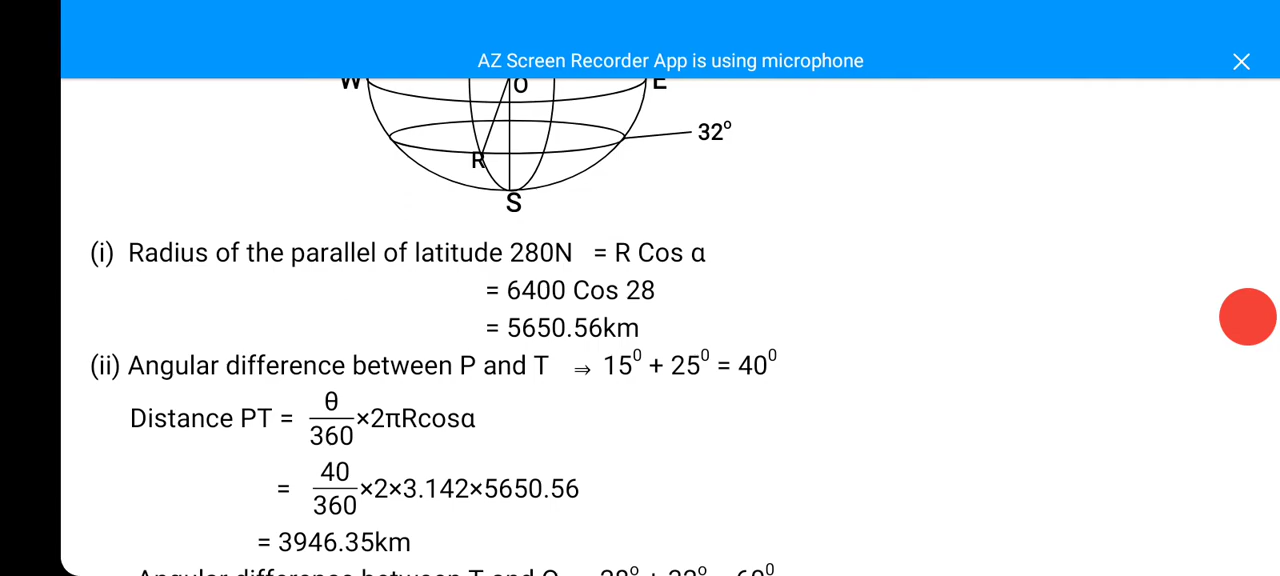 AZ Screen Recorder App is using microphone
W O E
32⁰
R
S
(i) Radius of the parallel of latitude 280N = R Cos α
= 6400 Cos 28
= 5650.56km
(ii) Angular difference between P and T ⇒ 15⁰ + 25⁰ = 40⁰
Distance PT = θ/360 ×2πRcosα
= 40/360 ×2×3.142×5650.56
= 3946.35km